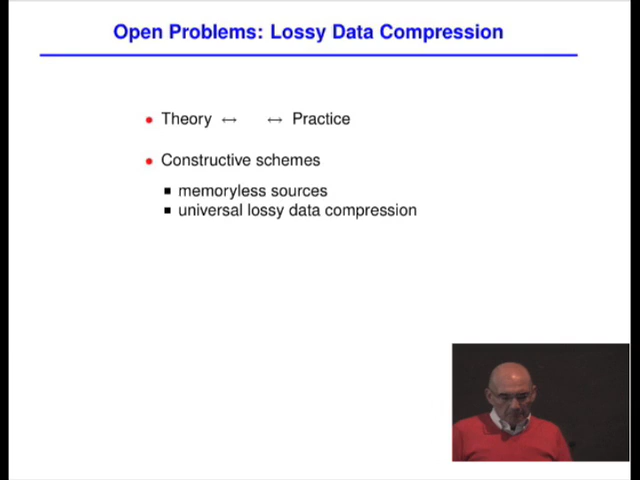 Open Problems: Lossy Data Compression
• Theory ↔ ↔ Practice
• Constructive schemes
▪ memoryless sources
▪ universal lossy data compression